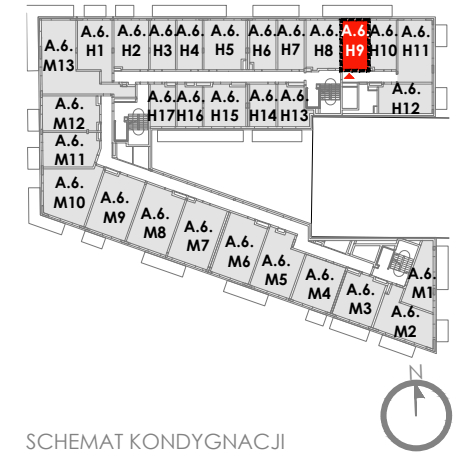 A.6. A.6. A.6. A.6. A.6. A.6. A.6. A.6. A.6. A.6. A.6. A.6.
M13 H1 H2 H3 H4 H5 H6 H7 H8 H9 H10 H11
A.6. A.6. A.6. A.6. A.6. A.6.
H17 H16 H15 H14 H13 H12
A.6.
M12
A.6.
M11
A.6.
M10
A.6.
M9
A.6.
M8
A.6.
M7
A.6.
M6
A.6.
M5
A.6.
M4
A.6.
M3
A.6.
M2
A.6.
M1
N
SCHEMAT KONDYGNACJI